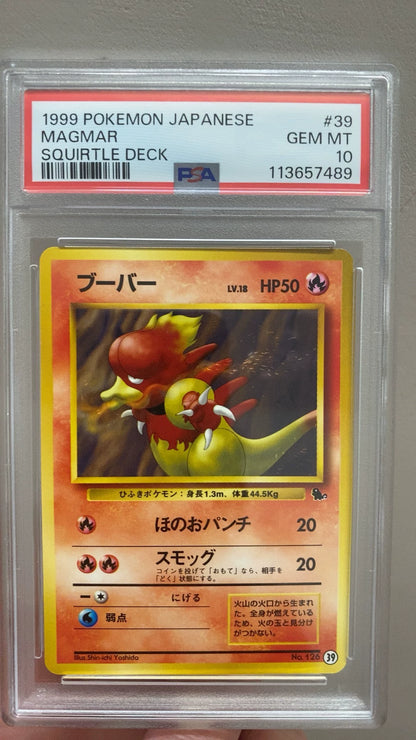 1999 POKEMON JAPANESE #39
MAGMAR GEM MT
SQUIRTLE DECK 10
PSA 113657489
ブーバー LV.18 HP50
ひふきポケモン：身長1.3m、体重44.5Kg
ほのおパンチ 20
スモッグ 20
コインを投げて「おもて」なら、相手を
「どく」状態にする。
ー にげる
弱点
火山の火口から生まれ
た。全身が燃えている
ため、火の玉と見分け
がつかない。
Illus.Shin-ichi Yoshida
No.126 39